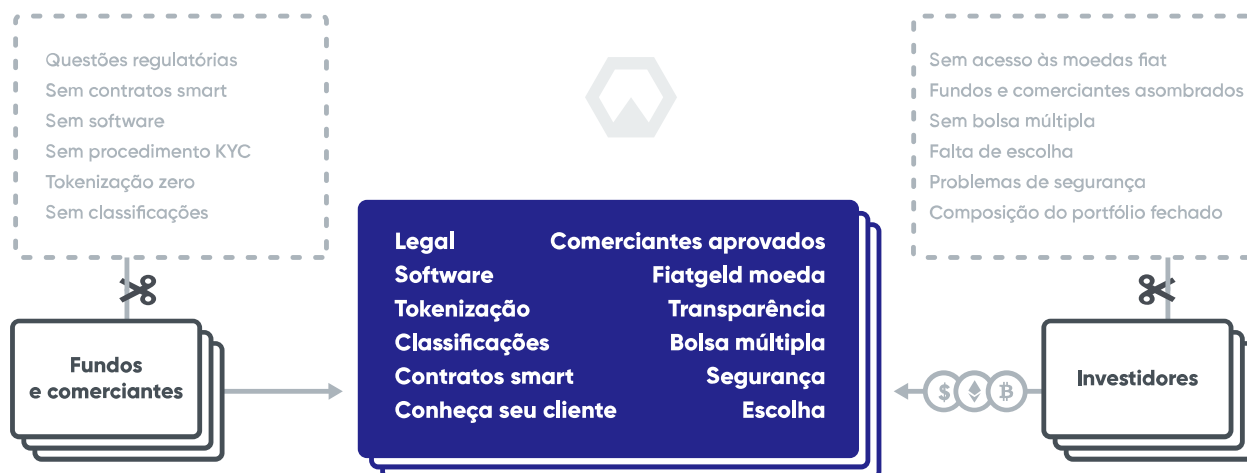 Questões regulatórias
Sem contratos smart
Sem software
Sem procedimento KYC
Tokenização zero
Sem classificações
Sem acesso às moedas fiat
Fundos e comerciantes asombrados
Sem bolsa múltipla
Falta de escolha
Problemas de segurança
Composição do portfólio fechado
Legal Comerciantes aprovados
Software Fiatgeld moeda
Tokenização Transparência
Classificações Bolsa múltipla
Contratos smart Segurança
Conheça seu cliente Escolha
Fundos
e comerciantes
$
Investidores